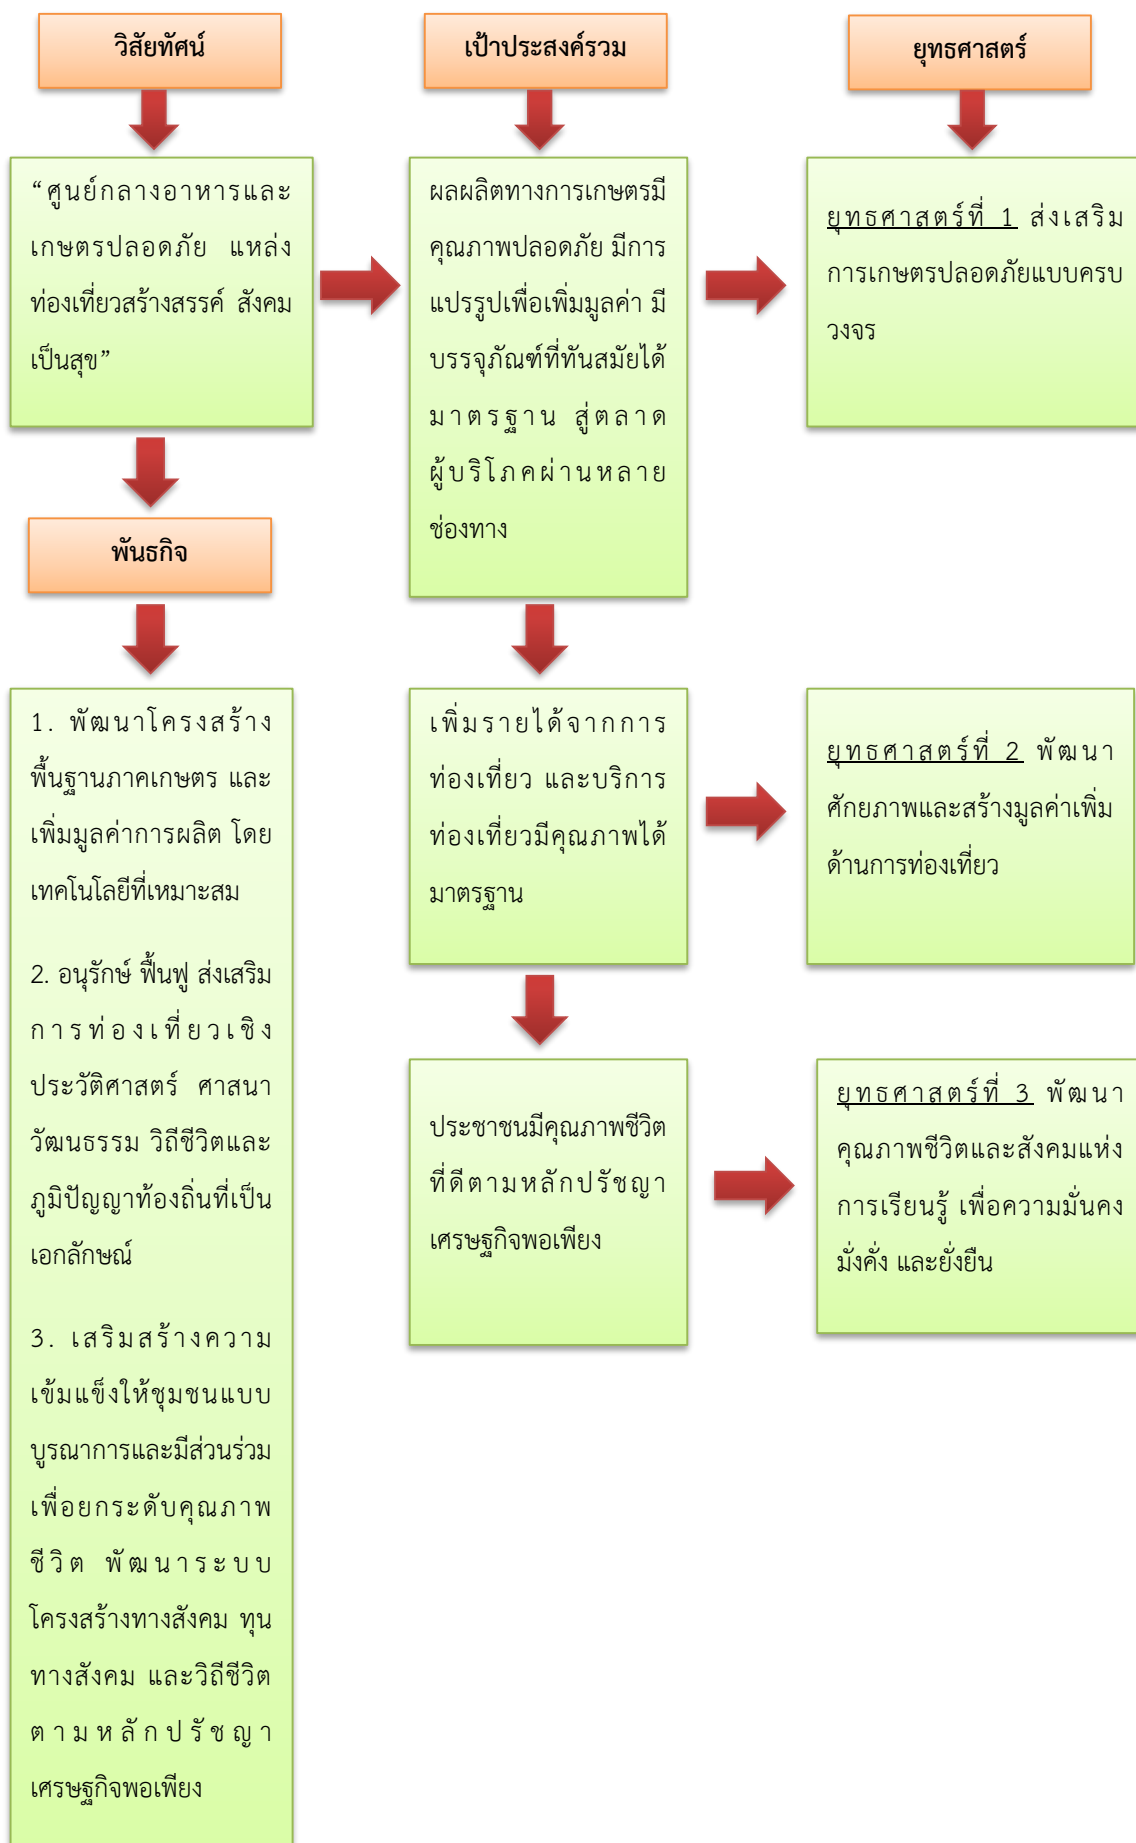 วิสัยทัศน์
“ศูนย์กลางอาหารและ
เกษตรปลอดภัย แหล่ง
ท่องเที่ยวสร้างสรรค์ สังคม
เป็นสุข”
พันธกิจ
1. พัฒนาโครงสร้าง
พื้นฐานภาคเกษตร และ
เพิ่มมูลค่าการผลิต โดย
เทคโนโลยีที่เหมาะสม
2. อนุรักษ์ ฟื้นฟู ส่งเสริม
การท่องเที่ยวเชิง
ประวัติศาสตร์ ศาสนา
วัฒนธรรม วิถีชีวิตและ
ภูมิปัญญาท้องถิ่นที่เป็น
เอกลักษณ์
3. เสริมสร้างความ
เข้มแข็งให้ชุมชนแบบ
บูรณาการและมีส่วนร่วม
เพื่อยกระดับคุณภาพ
ชีวิต พัฒนาระบบ
โครงสร้างทางสังคม ทุน
ทางสังคม และวิถีชีวิต
ตามหลักปรัชญา
เศรษฐกิจพอเพียง
เป้าประสงค์รวม
ผลผลิตทางการเกษตรมี
คุณภาพปลอดภัย มีการ
แปรรูปเพื่อเพิ่มมูลค่า มี
บรรจุภัณฑ์ที่ทันสมัยได้
มาตรฐาน สู่ตลาด
ผู้บริโภคผ่านหลาย
ช่องทาง
เพิ่มรายได้จากการ
ท่องเที่ยว และบริการ
ท่องเที่ยวมีคุณภาพได้
มาตรฐาน
ประชาชนมีคุณภาพชีวิต
ที่ดีตามหลักปรัชญา
เศรษฐกิจพอเพียง
ยุทธศาสตร์
ยุทธศาสตร์ที่ 1 ส่งเสริม
การเกษตรปลอดภัยแบบครบ
วงจร
ยุทธศาสตร์ที่ 2 พัฒนา
ศักยภาพและสร้างมูลค่าเพิ่ม
ด้านการท่องเที่ยว
ยุทธศาสตร์ที่ 3 พัฒนา
คุณภาพชีวิตและสังคมแห่ง
การเรียนรู้ เพื่อความมั่นคง
มั่งคั่ง และยั่งยืน